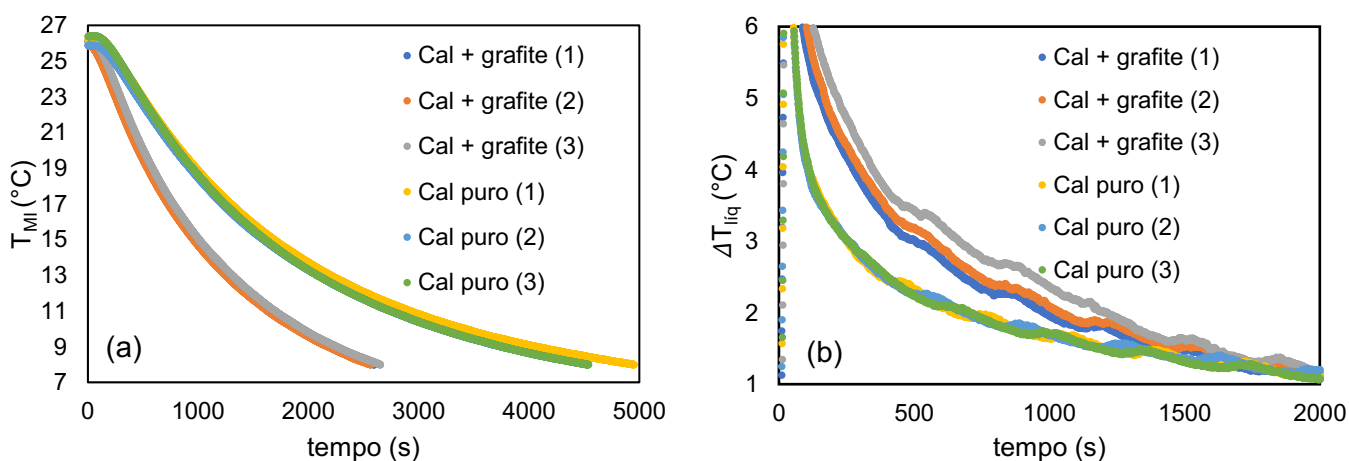 27
25
23
21
19
17
15
13
11
9
7
T_MI (°C)
Cal + grafite (1)
Cal + grafite (2)
Cal + grafite (3)
Cal puro (1)
Cal puro (2)
Cal puro (3)
(a)
0 1000 2000 3000 4000 5000
tempo (s)
6
5
4
3
2
1
ΔT_líq (°C)
Cal + grafite (1)
Cal + grafite (2)
Cal + grafite (3)
Cal puro (1)
Cal puro (2)
Cal puro (3)
(b)
0 500 1000 1500 2000
tempo (s)